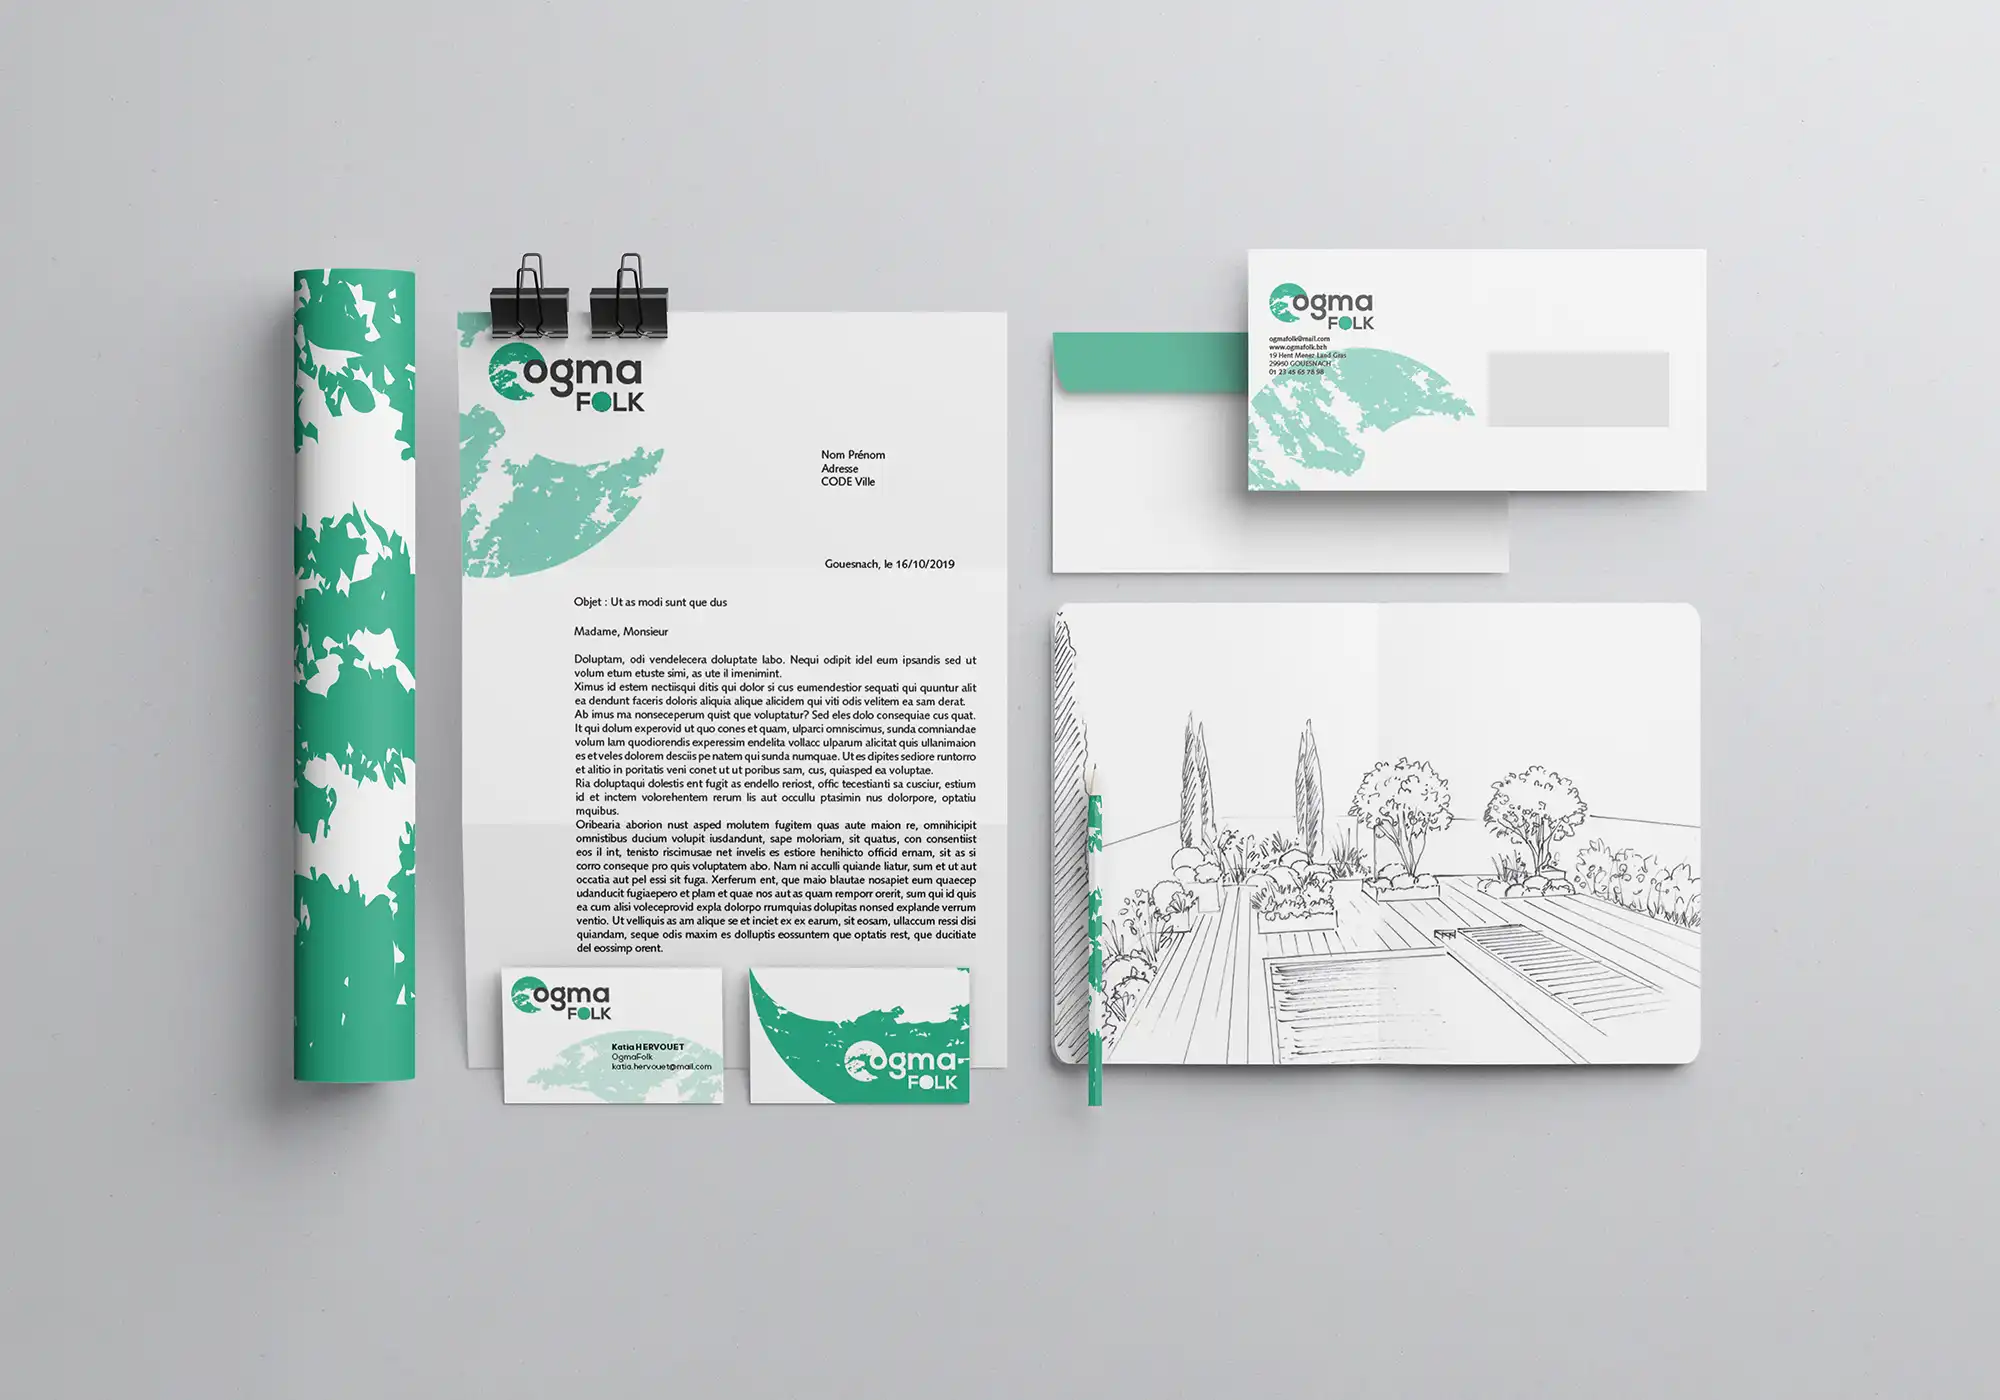 ogma
FOLK
Nom Prénom
Adresse
CODE Ville
Gouesnach, le 16/10/2019
Objet : Ut as modi sunt que dus
Madame, Monsieur
Doluptam, odi vendelecera doluptate labo. Nequi odipit idel eum ipsandis sed ut
volum etum etuste simi, as ute il imenimint.
Ximus id estem nectiisqui ditis qui dolor si cus eumendestior sequati qui quuntur alit
ea dendunt faceris doloris aliquia alique alicidem qui viti odis velitem ea sam derat.
Ab imus ma nonseceperum quist que voluptatur? Sed eles dolo consequiae cus quat.
It qui dolum experovid ut quo cones et quam, ulparci omniscimus, sunda comniandae
volum lam quodiorendis experessim endelita vollacc ulparum alicitat quis ullanimaion
es et veles dolorem desciis pe natem qui sunda numquae. Ut es dipites sediore runtorro
et alitio in poritatis veni conet ut ut poribus sam, cus, quiasped ea voluptae.
Ria doluptaqui dolestis ent fugit as endello reriost, offic tecestianti sa cusciur, estium
id et inctem volorehentem rerum lis aut occullu ptasimin nus dolorpore, optatiu
mquibus.
Oribearia aborion nust asped molutem fugitem quas aute maion re, omnihicipit
omnistibus ducium volupit iusdandunt, sape moloriam, sit quatus, con consentiist
eos il int, tenisto riscimusae net invelis es estiore henihicto officid ernam, sit as si
corro conseque pro quis voluptatem abo. Nam ni acculli quiande liatur, sum et ut aut
occatia aut pel essi sit fuga. Xerferum ent, que maio blautae nosapiet eum quaecep
udanducit fugiaepero et plam et quae nos aut as quam remporr orerit, sum qui id quis
ea cum alisi voleceprovid expla dolorpo rrumquias dolupitas nonsed explande verrum
ventio. Ut velliquis as am alique se et inciet ex ex earum, sit eosam, ullaccum ressi disi
quiandam, seque odis maxim es dolluptis eossuntem que optatis rest, que ducitiate
del eossimp orent.
ogma
FOLK
Katia HERVOUET
OgmaFolk
katia.hervouet@mail.com
ogma
FOLK
ogma
FOLK
ogmafolk@mail.com
www.ogmafolk.bzh
19 Hent Mener Land Gras
29950 GOUESNACH
01 23 45 65 78 98